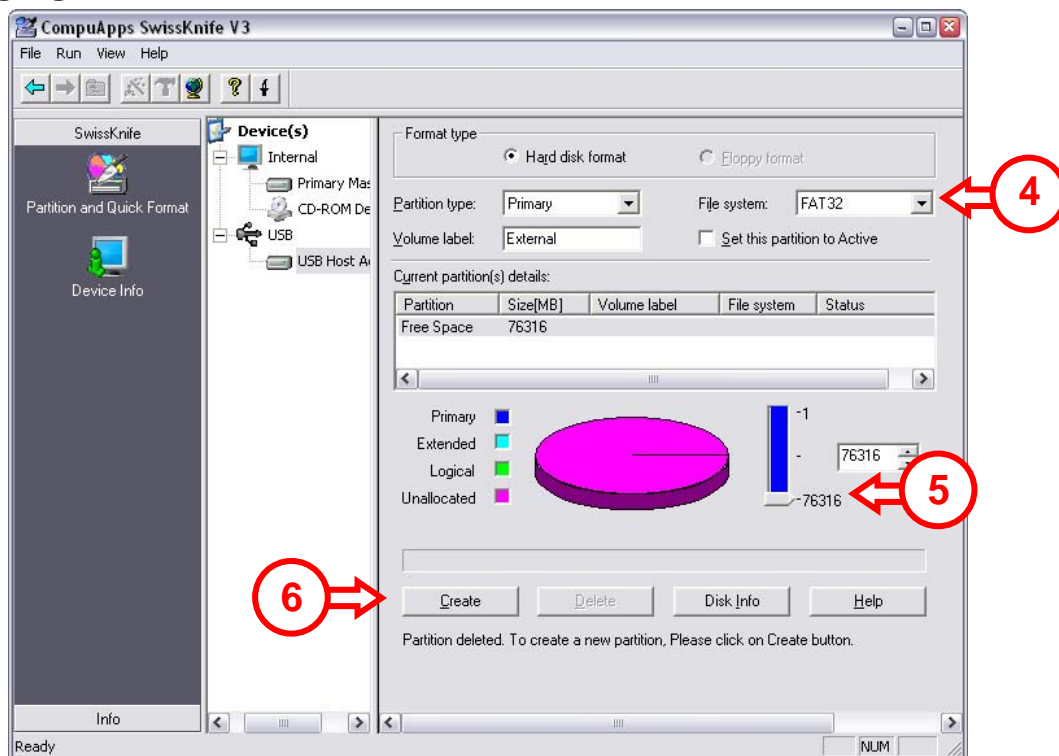 CompuApps SwissKnife V3
File Run View Help
SwissKnife
Partition and Quick Format
Device Info
Info
Device(s)
Internal
Primary Mas
CD-ROM De
USB
USB Host A
Format type
Hard disk format Floppy format
Partition type: Primary File system: FAT32
4
Volume label: External Set this partition to Active
Current partition(s) details:
Partition Size[MB] Volume label File system Status
Free Space 76316
Primary
Extended
Logical
Unallocated
-1
-
76316
-76316
5
6
Create Delete Disk Info Help
Partition deleted. To create a new partition, Please click on Create button.
Ready NUM